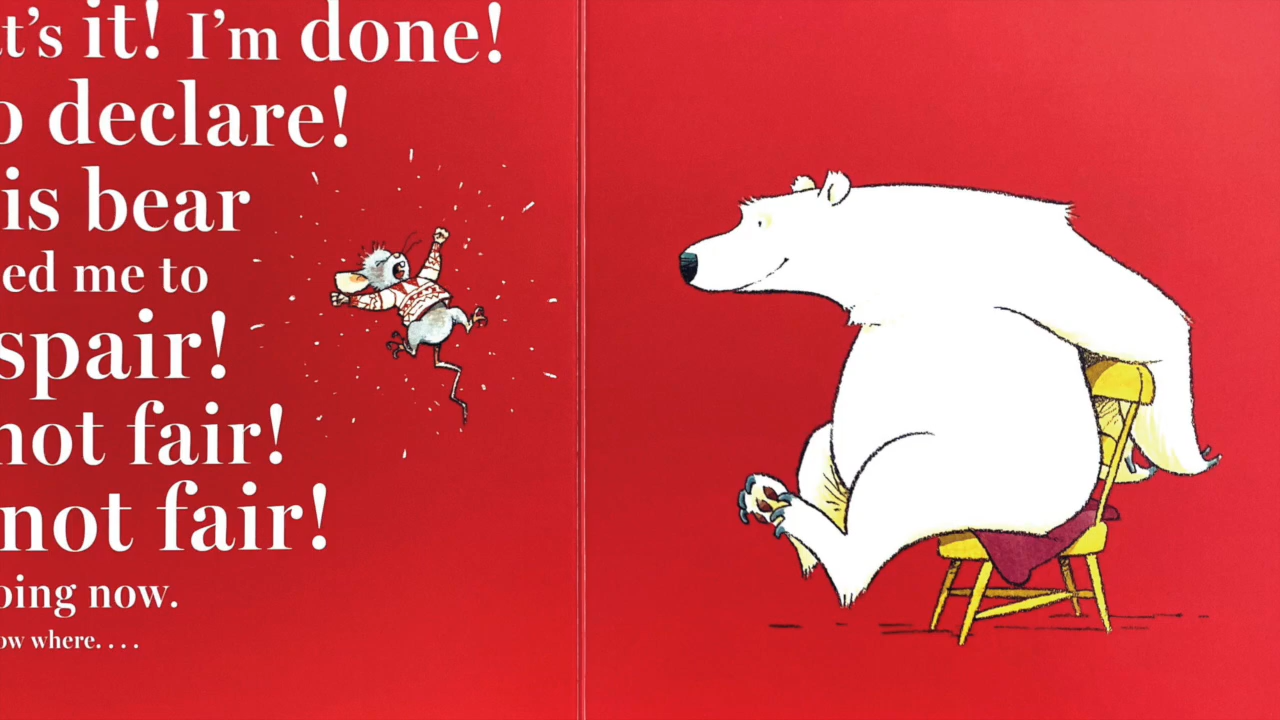 t's it! I'm done!
o declare!
is bear
ed me to
spair!
not fair!
not fair!
oing now.
ow where. . . .